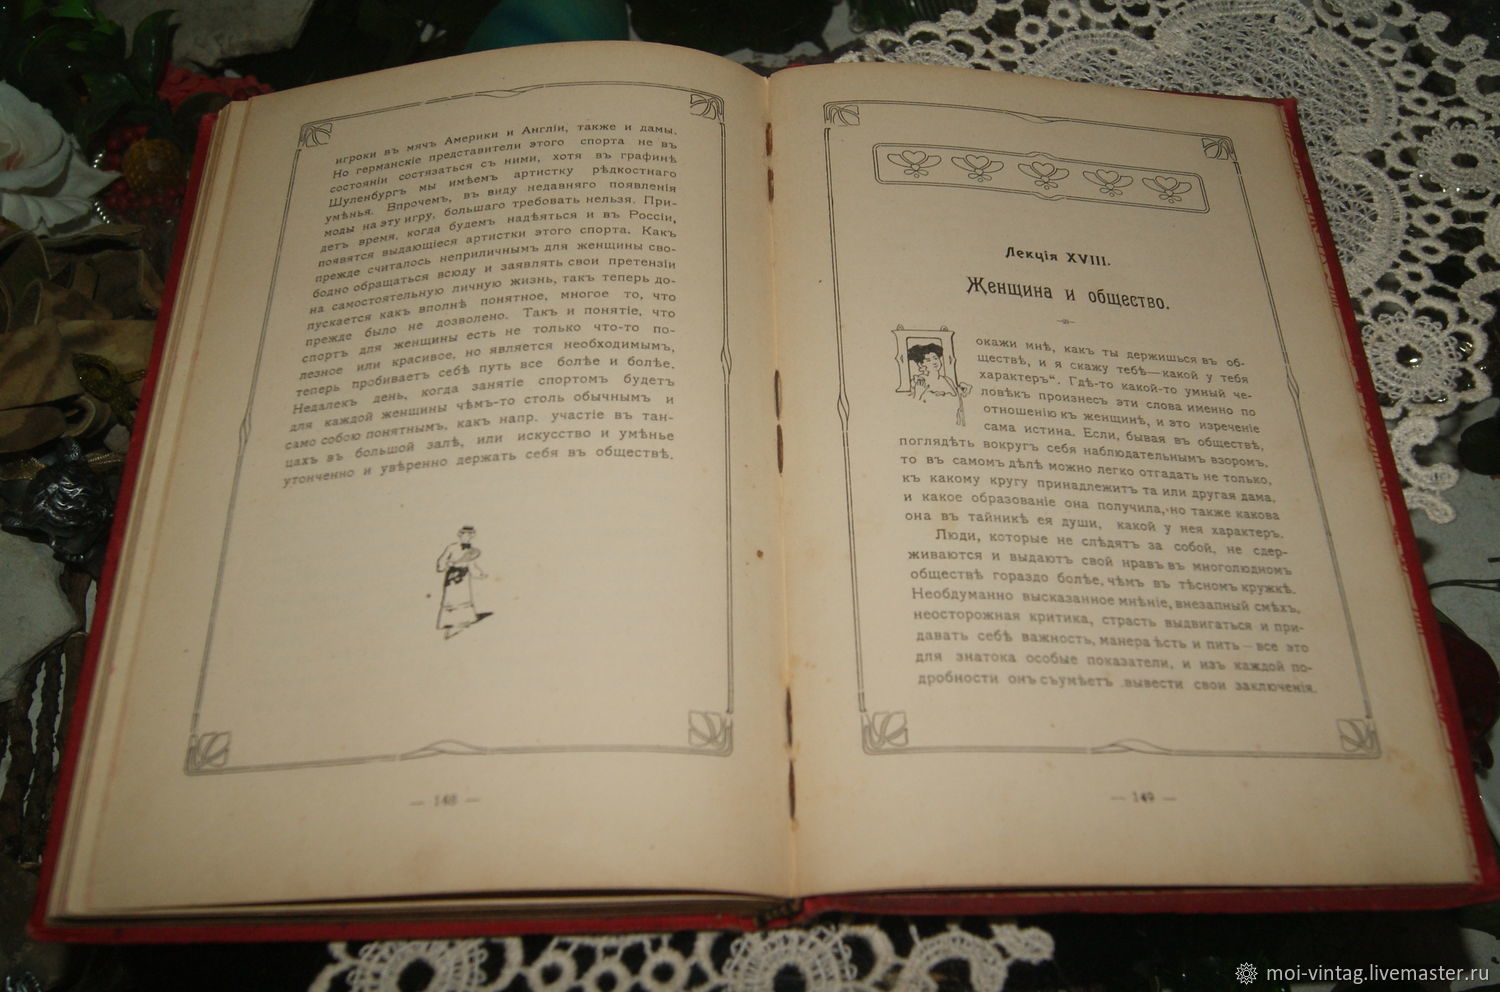 игроки въ мячъ Америки и Англіи, также и дамы.
Но германскіе представители этого спорта не въ
состояніи состязаться съ ними, хотя въ графинѣ
Шуленбургъ мы имѣемъ артистку рѣдкостнаго
умѣнья. Впрочемъ, въ виду недавняго появленія
моды на эту игру, большаго требовать нельзя. При-
детъ время, когда будемъ надѣяться и въ Россіи,
появятся выдающіеся артистки этого спорта. Какъ
прежде считалось неприличнымъ для женщины сво-
бодно обращаться всюду и заявлять свои претензіи
на самостоятельную личную жизнь, такъ теперь до-
пускается какъ вполнѣ понятное, многое то, что
прежде было не дозволено. Такъ и понятіе, что
спортъ для женщины есть не только что-то по-
лезное или красивое, но является необходимымъ,
теперь пробиваетъ себѣ путь все болѣе и болѣе.
Недалекъ день, когда занятіе спортомъ будетъ
для каждой женщины чѣмъ-то столь обычнымъ и
само собою понятнымъ, какъ напр. участіе въ тан-
цахъ въ большой залѣ, или искусство и умѣнье
утонченно и увѣренно держать себя въ обществѣ.
— 148 —
Лекція XVIII.
Женщина и общество.
окажи мнѣ, какъ ты держишься въ об-
ществѣ, и я скажу тебѣ—какой у тебя
характеръ“. Гдѣ-то какой-то умный че-
ловѣкъ произнесъ эти слова именно по
отношенію къ женщинѣ, и это изреченіе
сама истина. Если, бывая въ обществѣ,
поглядѣть вокругъ себя наблюдательнымъ взоромъ,
то въ самомъ дѣлѣ можно легко отгадать не только,
къ какому кругу принадлежитъ та или другая дама,
и какое образованіе она получила, но также какова
она въ тайникѣ ея души, какой у нея характеръ.
Люди, которые не слѣдятъ за собой, не сдер-
живаются и выдаютъ свой нравъ въ многолюдномъ
обществѣ гораздо болѣе, чѣмъ въ тѣсномъ кружкѣ.
Необдуманно высказанное мнѣніе, внезапный смѣхъ,
неосторожная критика, страсть выдвигаться и при-
давать себѣ важность, манера ѣсть и пить—все это
для знатока особые показатели, и изъ каждой по-
дробности онъ съумѣетъ вывести свои заключенія.
— 149 —
moi-vintag.livemaster.ru